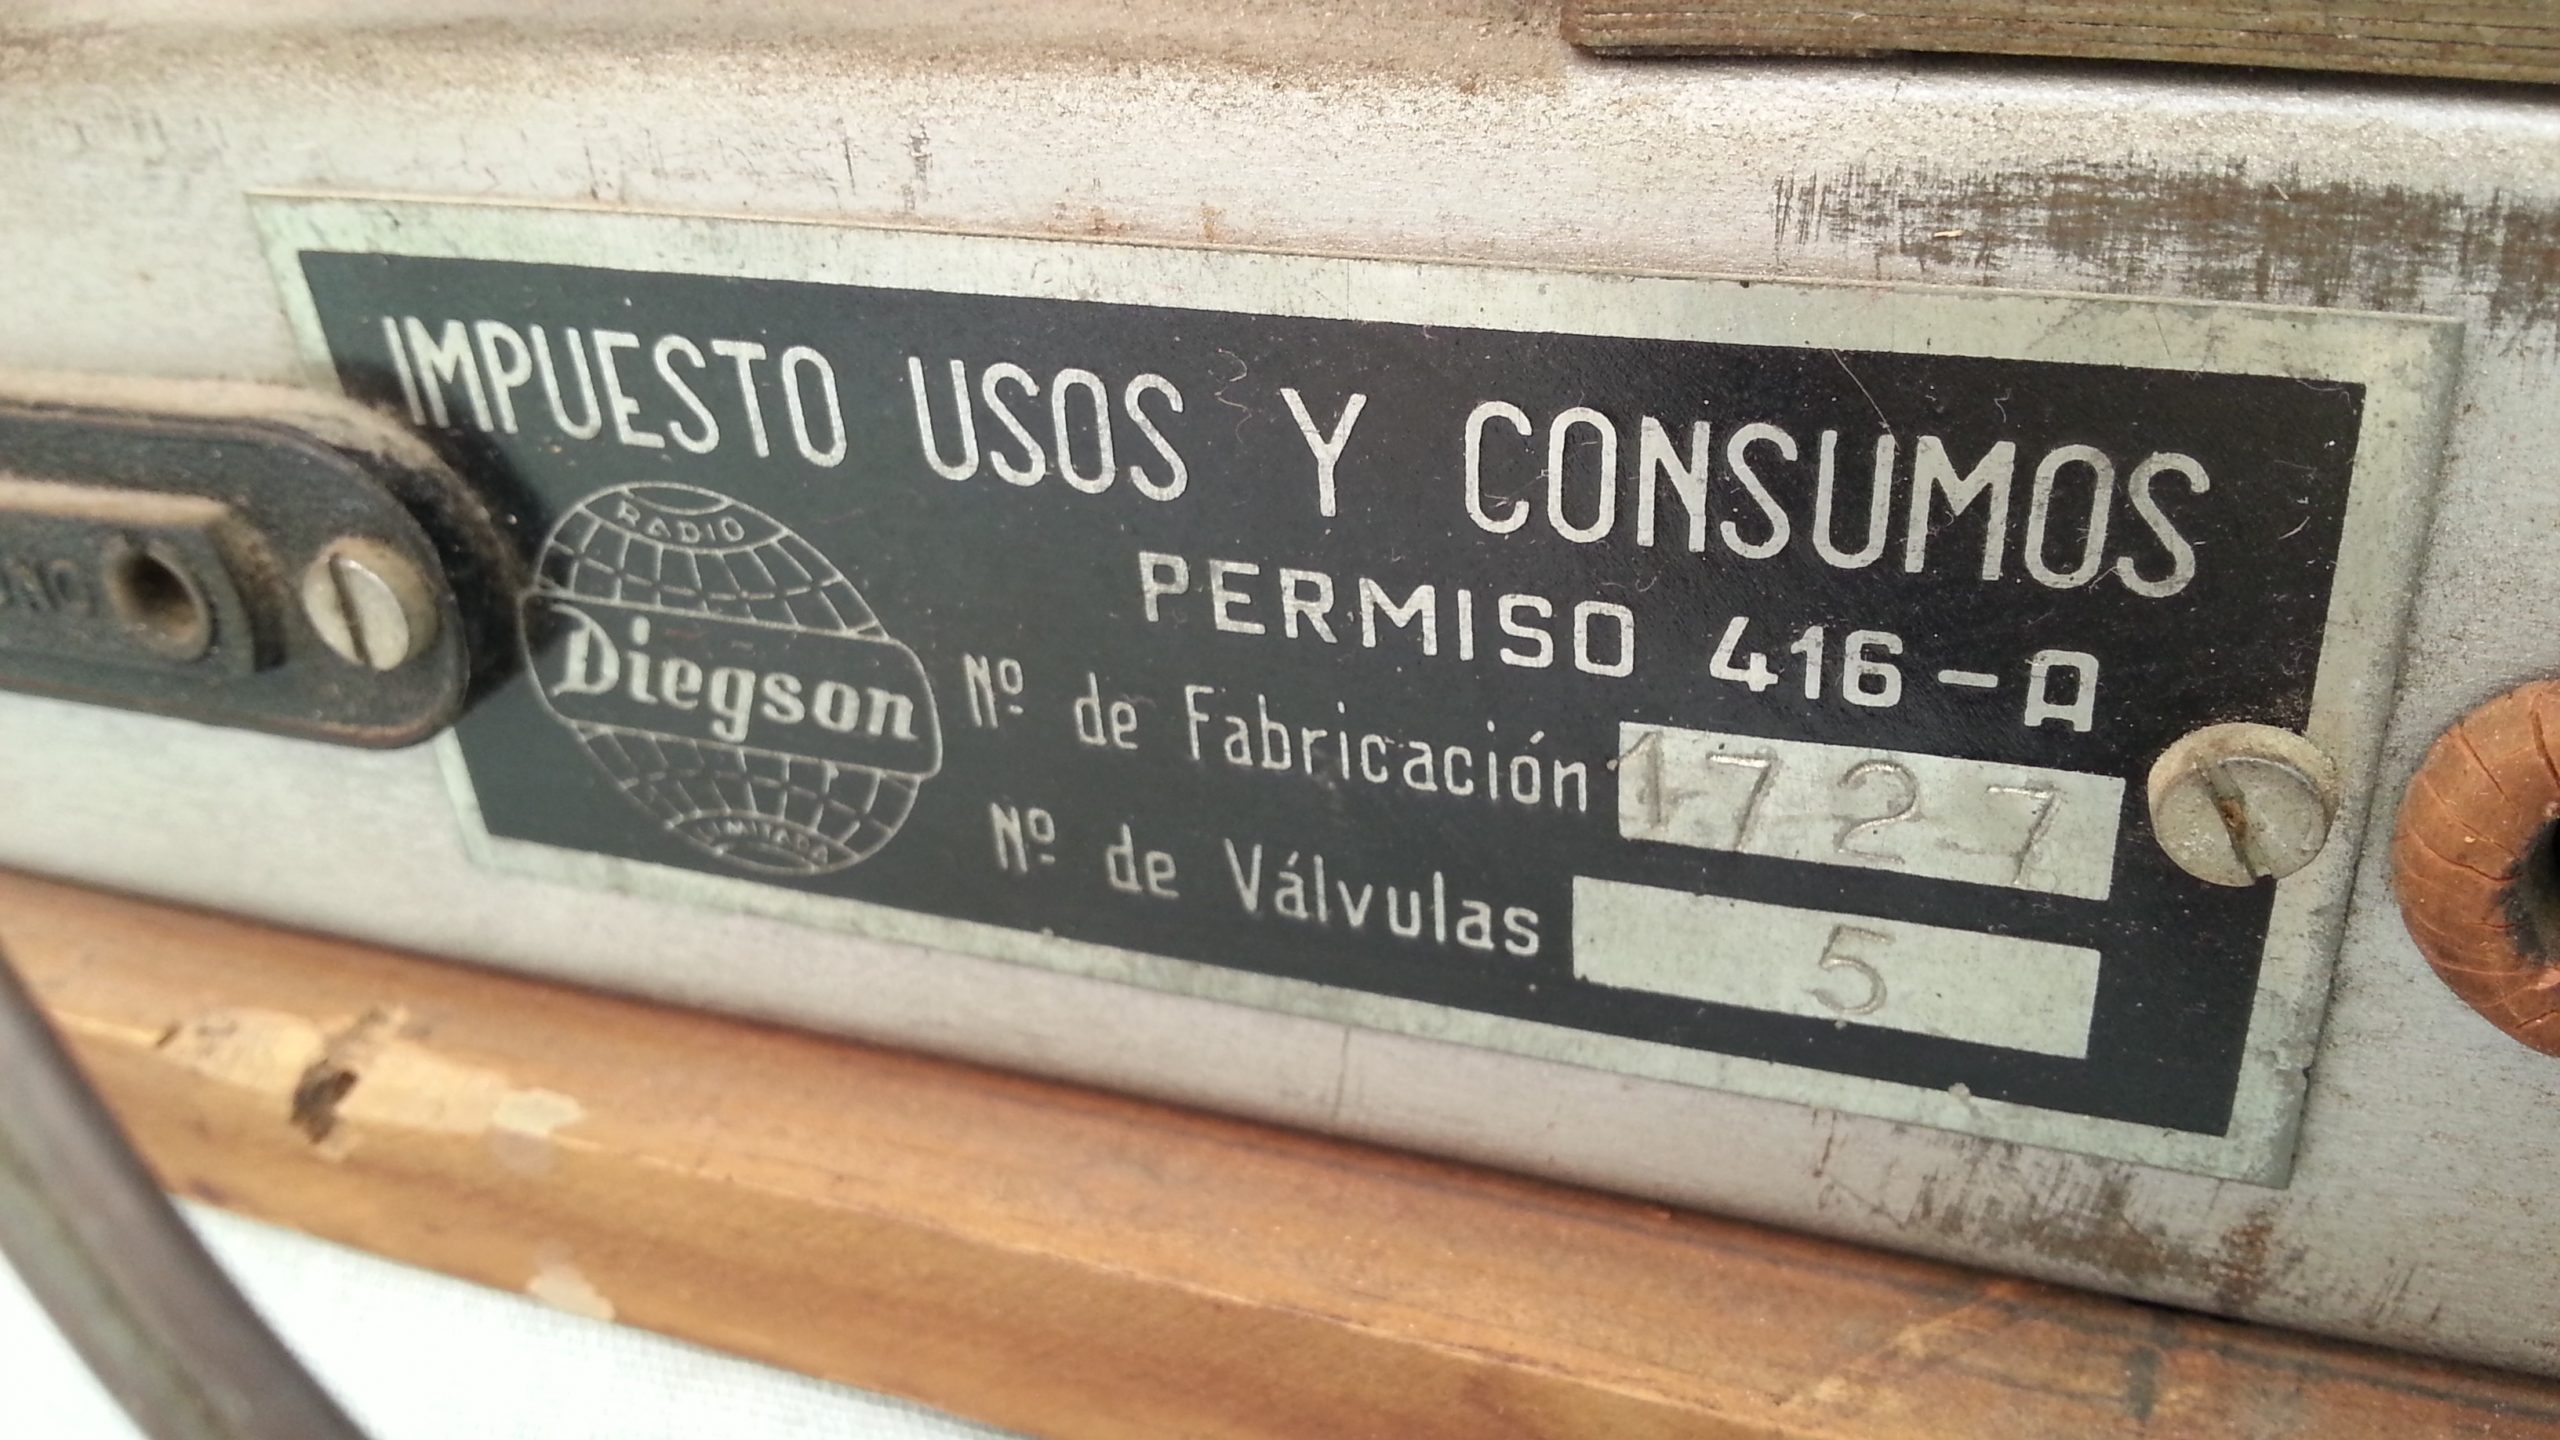 IMPUESTO USOS Y CONSUMOS
PERMISO 416-A
RADIO
Diegson
LIMITADA
Nº de Fabricación 1727
Nº de Válvulas 5